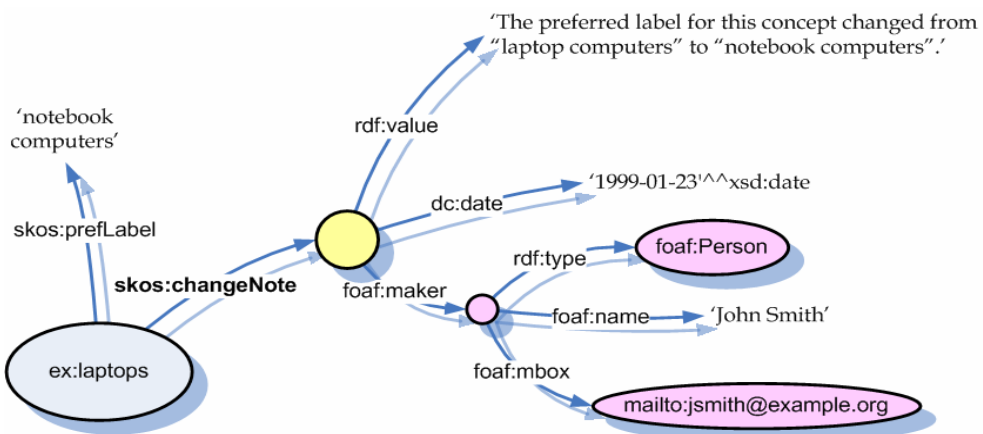 ‘The preferred label for this concept changed from
“laptop computers” to “notebook computers”.’
rdf:value
‘notebook
computers’
‘1999-01-23'^^xsd:date
dc:date
skos:prefLabel
foaf:Person
rdf:type
skos:changeNote
foaf:maker
foaf:name
‘John Smith’
ex:laptops
foaf:mbox
mailto:jsmith@example.org